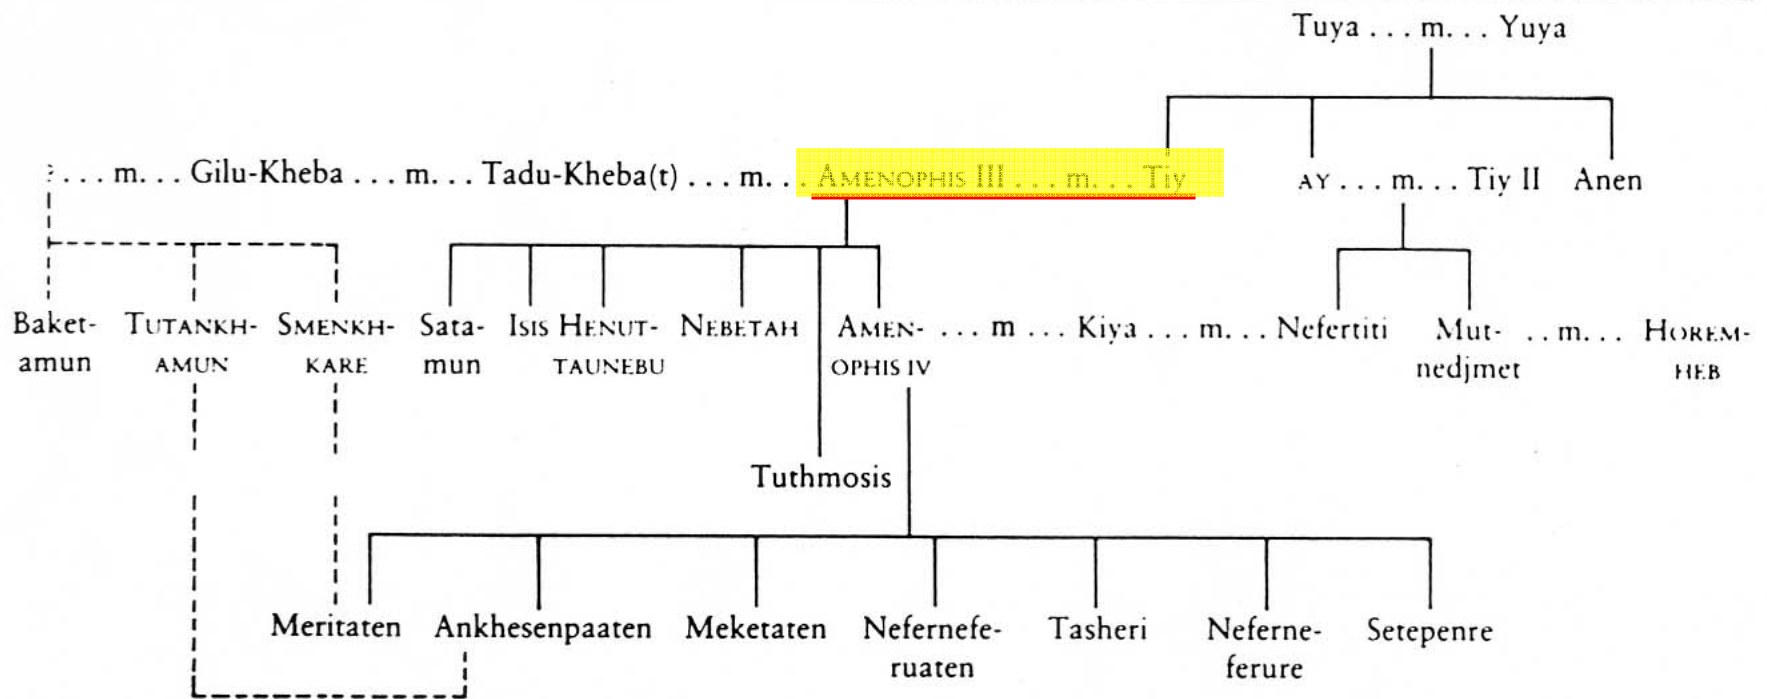 Tuya . . . m. . . Yuya
. . . . m. . . Gilu-Kheba . . . m. . . Tadu-Kheba(t) . . . m. . . AMENOPHIS III . . . m. . . Tiy AY . . . m. . . Tiy II Anen
Baket- TUTANKH- SMENKH- Sata- ISIS HENUT- NEBETAH AMEN- . . . m . . . Kiya . . . m. . . Nefertiti Mut- . . m. . . HOREM-
amun AMUN KARE mun TAUNEBU OPHIS IV nedjmet HEB
Tuthmosis
Meritaten Ankhesenpaaten Meketaten Nefernefe- Tasheri Neferne- Setepenre
ruaten ferure